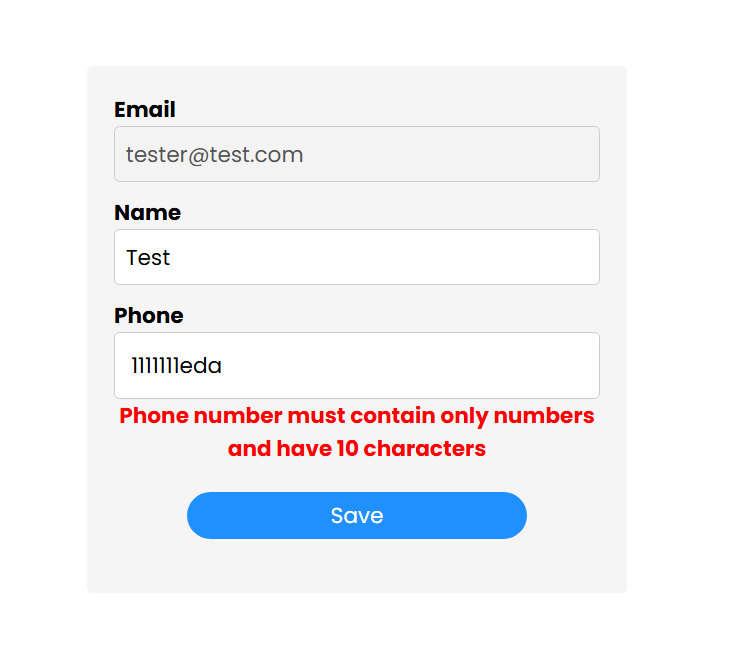 Email
tester@test.com
Name
Test
Phone
1111111eda
Phone number must contain only numbers
and have 10 characters
Save